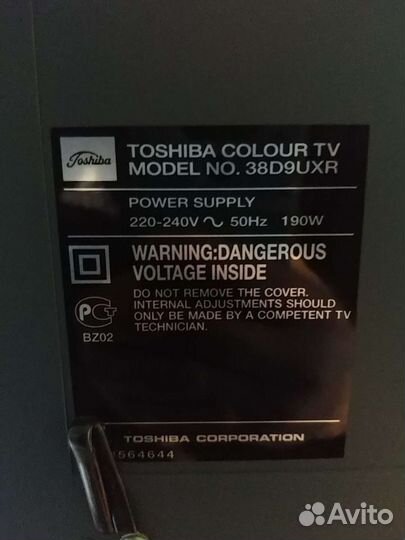 Toshiba
TOSHIBA COLOUR TV
MODEL NO. 38D9UXR
POWER SUPPLY
220-240V ~ 50Hz 190W
WARNING:DANGEROUS
VOLTAGE INSIDE
DO NOT REMOVE THE COVER.
INTERNAL ADJUSTMENTS SHOULD
ONLY BE MADE BY A COMPETENT TV
TECHNICIAN.
PCT
BZ02
TOSHIBA CORPORATION
564644
Avito